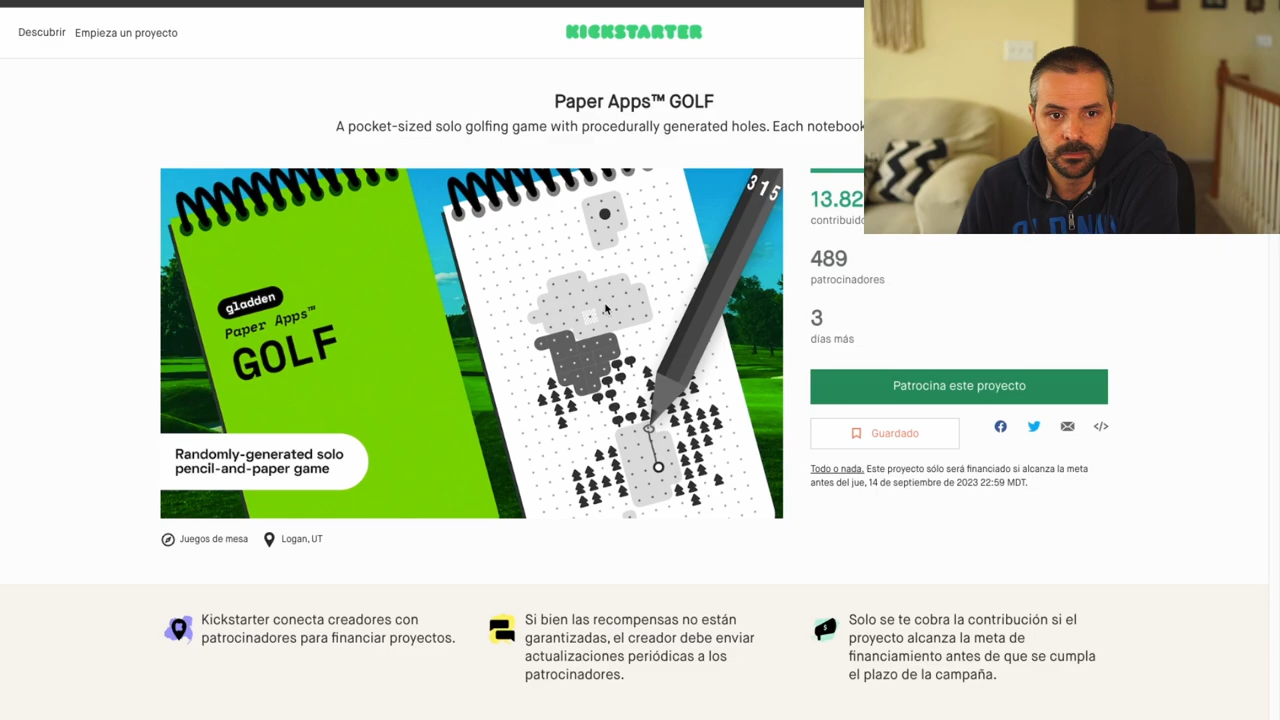 Descubrir Empieza un proyecto
KICKSTARTER
Paper Apps™ GOLF
A pocket-sized solo golfing game with procedurally generated holes. Each notebook
gladden
Paper Apps™
GOLF
315
Randomly-generated solo
pencil-and-paper game
13.82
489
patrocinadores
3
días más
Patrocina este proyecto
Guardado
Todo o nada. Este proyecto sólo será financiado si alcanza la meta
antes del jue, 14 de septiembre de 2023 22:59 MDT.
Juegos de mesa Logan, UT
Kickstarter conecta creadores con
patrocinadores para financiar proyectos.
Si bien las recompensas no están
garantizadas, el creador debe enviar
actualizaciones periódicas a los
patrocinadores.
Solo se te cobra la contribución si el
proyecto alcanza la meta de
financiamiento antes de que se cumpla
el plazo de la campaña.